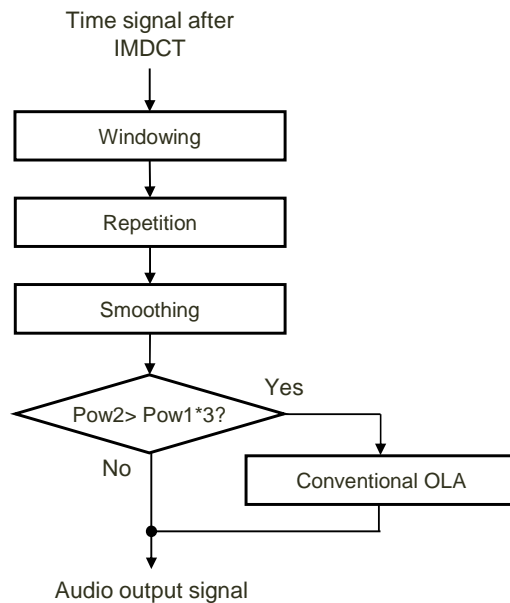 Time signal after
IMDCT
Windowing
Repetition
Smoothing
Pow2> Pow1*3?
Yes
No
Conventional OLA
Audio output signal